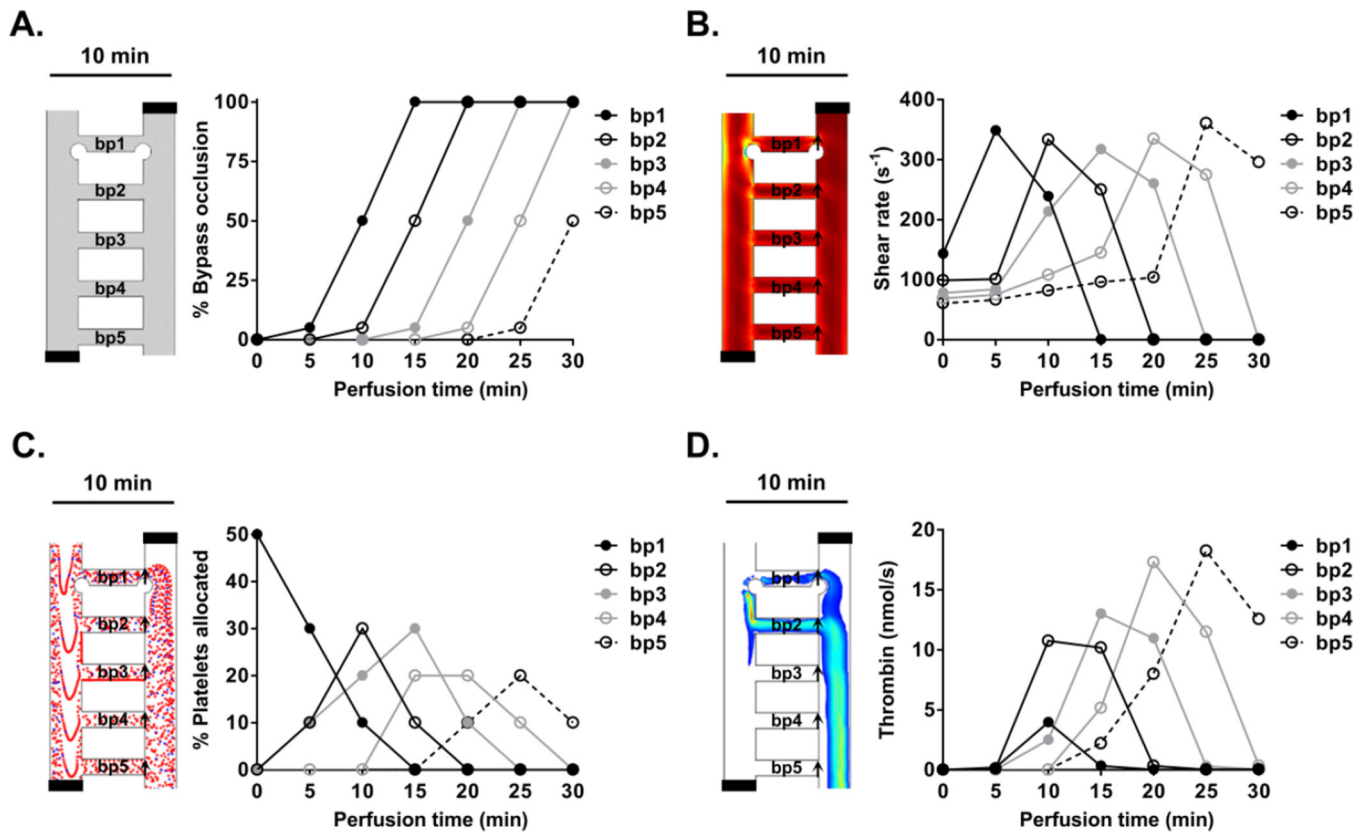 A.
10 min
bp1
bp2
bp3
bp4
bp5
% Bypass occlusion
100
75
50
25
0
0 5 10 15 20 25 30
Perfusion time (min)
bp1
bp2
bp3
bp4
bp5
B.
10 min
bp1
bp2
bp3
bp4
bp5
Shear rate (s-1)
400
300
200
100
0
0 5 10 15 20 25 30
Perfusion time (min)
bp1
bp2
bp3
bp4
bp5
C.
10 min
bp1
bp2
bp3
bp4
bp5
% Platelets allocated
50
40
30
20
10
0
0 5 10 15 20 25 30
Perfusion time (min)
bp1
bp2
bp3
bp4
bp5
D.
10 min
bp1
bp2
bp3
bp4
bp5
Thrombin (nmol/s)
20
15
10
5
0
0 5 10 15 20 25 30
Perfusion time (min)
bp1
bp2
bp3
bp4
bp5